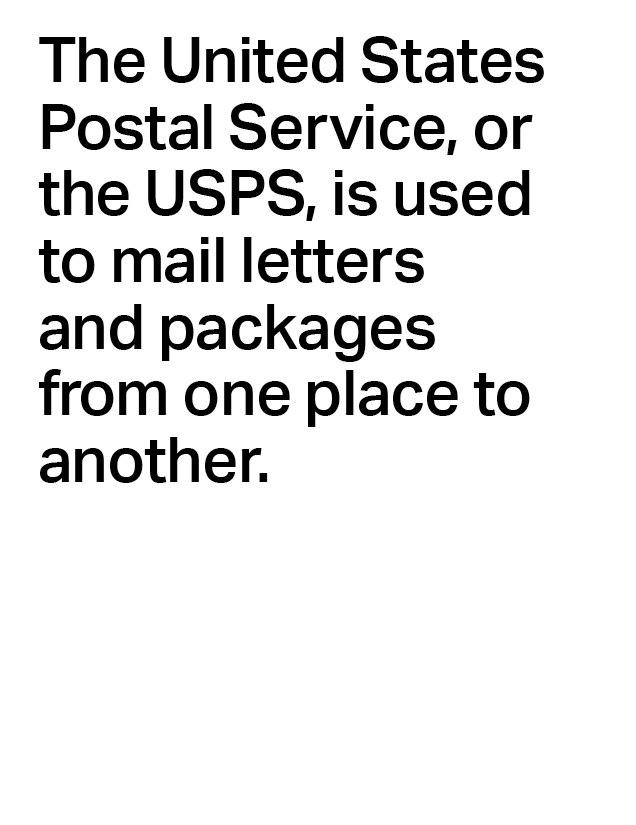 The United States
Postal Service, or
the USPS, is used
to mail letters
and packages
from one place to
another.